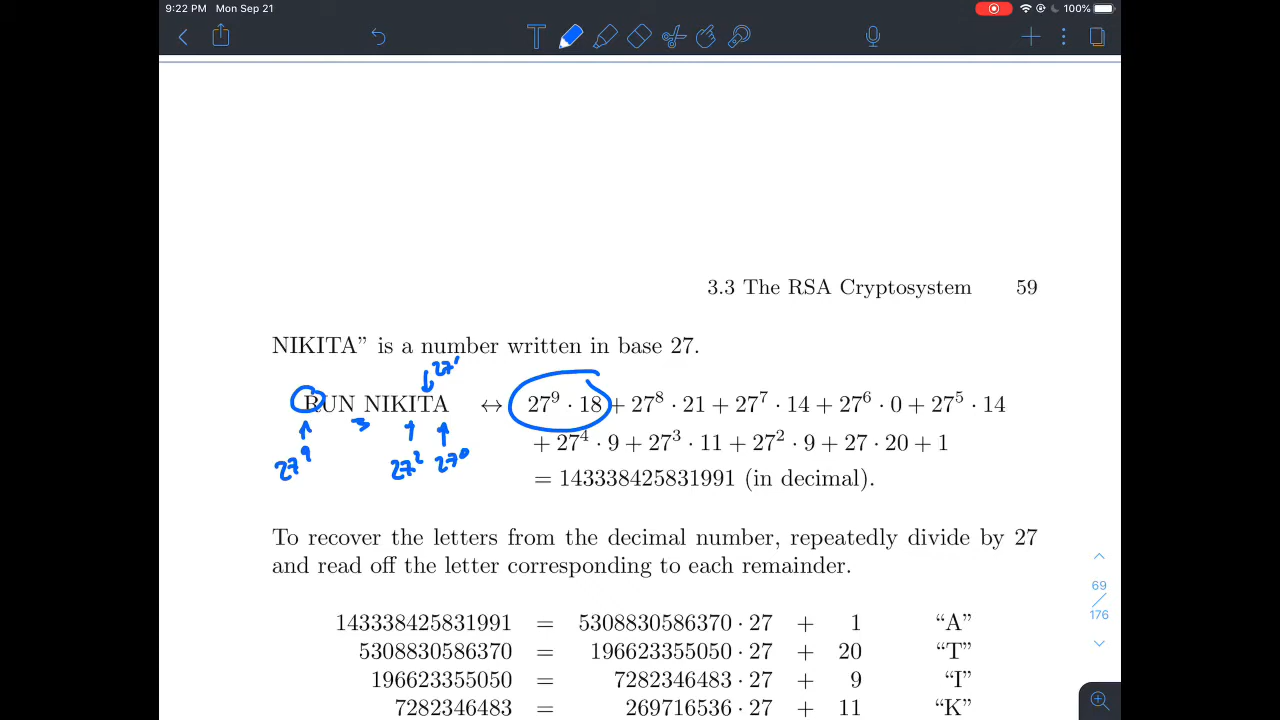 9:22 PM Mon Sep 21
100%
3.3 The RSA Cryptosystem 59
NIKITA” is a number written in base 27.
27¹
RUN NIKITA ↔ 27⁹ · 18 + 27⁸ · 21 + 27⁷ · 14 + 27⁶ · 0 + 27⁵ · 14
+ 27⁴ · 9 + 27³ · 11 + 27² · 9 + 27 · 20 + 1
27⁹ 27² 27⁰
= 143338425831991 (in decimal).
To recover the letters from the decimal number, repeatedly divide by 27
and read off the letter corresponding to each remainder.
69
176
143338425831991 = 5308830586370 · 27 + 1 “A”
5308830586370 = 196623355050 · 27 + 20 “T”
196623355050 = 7282346483 · 27 + 9 “I”
7282346483 = 269716536 · 27 + 11 “K”